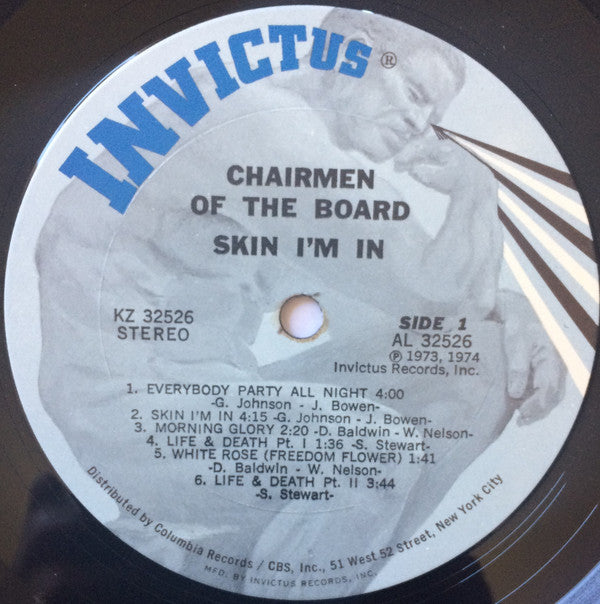 INVICTUS ®
CHAIRMEN
OF THE BOARD
SKIN I'M IN
KZ 32526
STEREO
SIDE 1
AL 32526
℗ 1973, 1974
Invictus Records, Inc.
1. EVERYBODY PARTY ALL NIGHT 4:00
-G. Johnson - J. Bowen-
2. SKIN I'M IN 4:15 -G. Johnson - J. Bowen-
3. MORNING GLORY 2:20 -D. Baldwin - W. Nelson-
4. LIFE & DEATH Pt. I 1:36 -S. Stewart-
5. WHITE ROSE (FREEDOM FLOWER) 1:41
-D. Baldwin - W. Nelson-
6. LIFE & DEATH Pt. II 3:44
-S. Stewart-
Distributed by Columbia Records / CBS, Inc., 51 West 52 Street, New York City
MFD. BY INVICTUS RECORDS, INC.